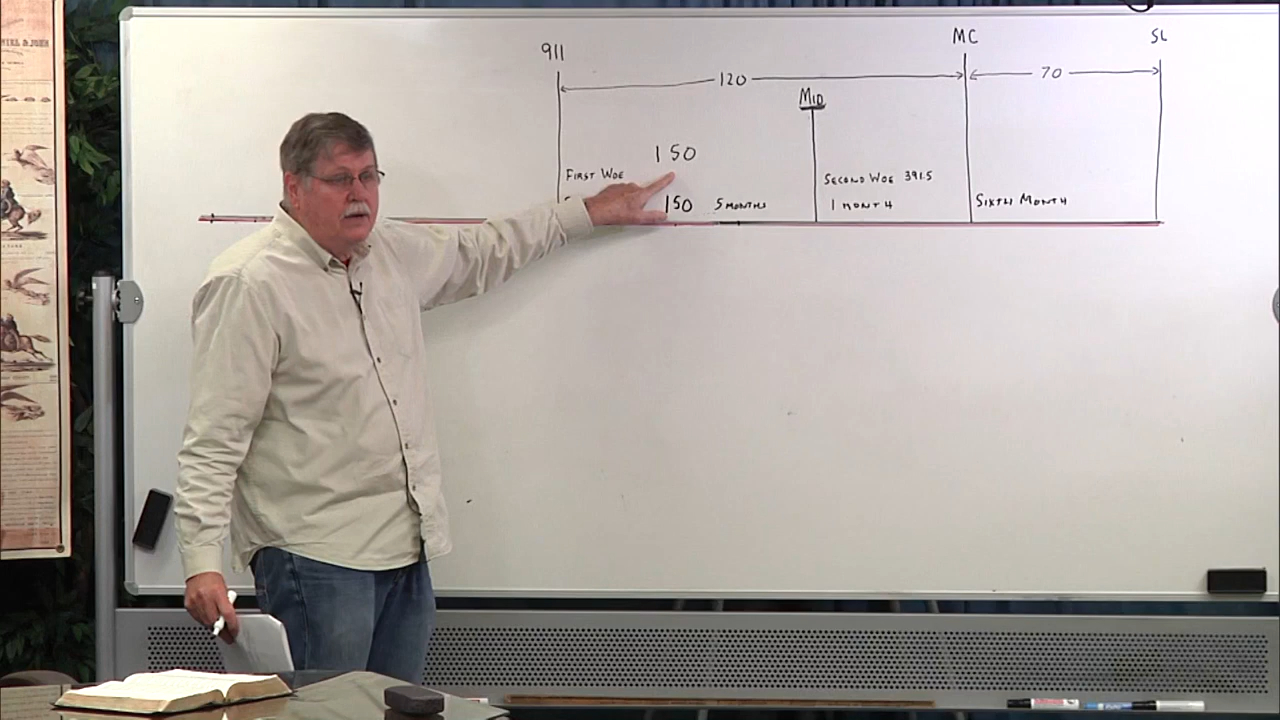 911
MC
SL
120
70
MID
150
FIRST WOE
SECOND WOE 391.5
150 5 MONTHS
1 MONTH
SIXTH MONTH
& JOHN